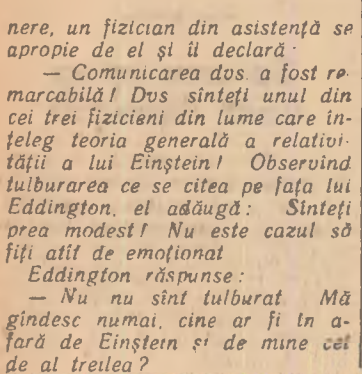 nere, un fizician din asistență se
apropie de el și îi declară :
— Comunicarea dvs. a fost re-
marcabilă! Dvs sînteți unul din
cei trei fizicieni din lume care în-
țeleg teoria generală a relativi-
tății a lui Einștein! Observînd
tulburarea ce se citea pe fața lui
Eddington, el adăugă: Sînteți
prea modest! Nu este cazul să
fiți atît de emoționat
Eddington răspunse :
— Nu nu sînt tulburat Mă
gîndesc numai, cine ar fi în a-
fară de Einștein și de mine cel
de al treilea ?